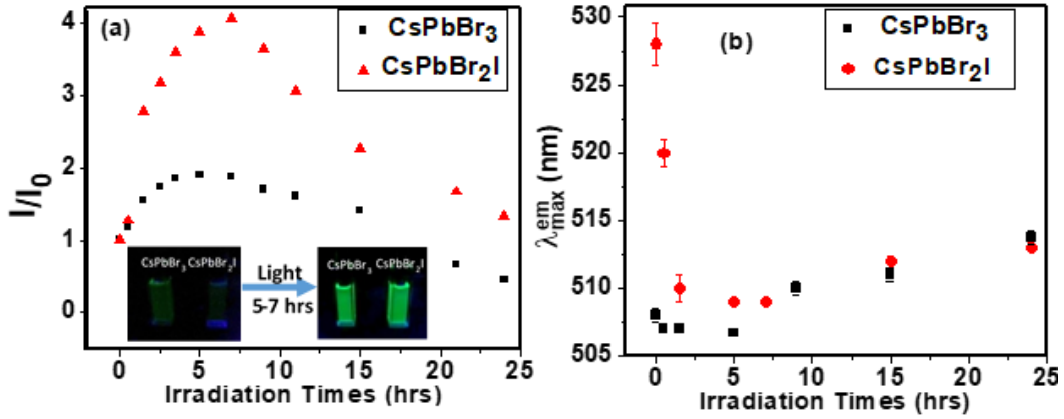 (a)
CsPbBr₃
CsPbBr₂I
4
3
2
1
0
I/I₀
CsPbBr₃ CsPbBr₂I
Light
5-7 hrs
CsPbBr₃ CsPbBr₂I
0 5 10 15 20 25
Irradiation Times (hrs)
(b)
CsPbBr₃
CsPbBr₂I
530
525
520
515
510
505
λᵉᵐₘₐₓ (nm)
0 5 10 15 20 25
Irradiation Times (hrs)